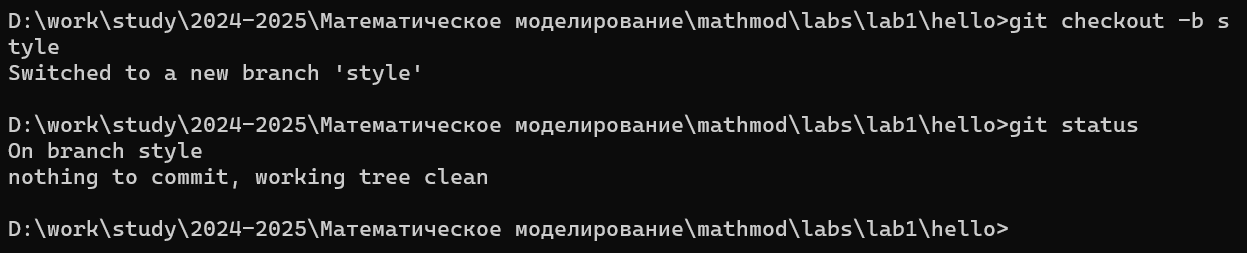 D:\work\study\2024-2025\Математическое моделирование\mathmod\labs\lab1\hello>git checkout -b s
tyle
Switched to a new branch 'style'
D:\work\study\2024-2025\Математическое моделирование\mathmod\labs\lab1\hello>git status
On branch style
nothing to commit, working tree clean
D:\work\study\2024-2025\Математическое моделирование\mathmod\labs\lab1\hello>